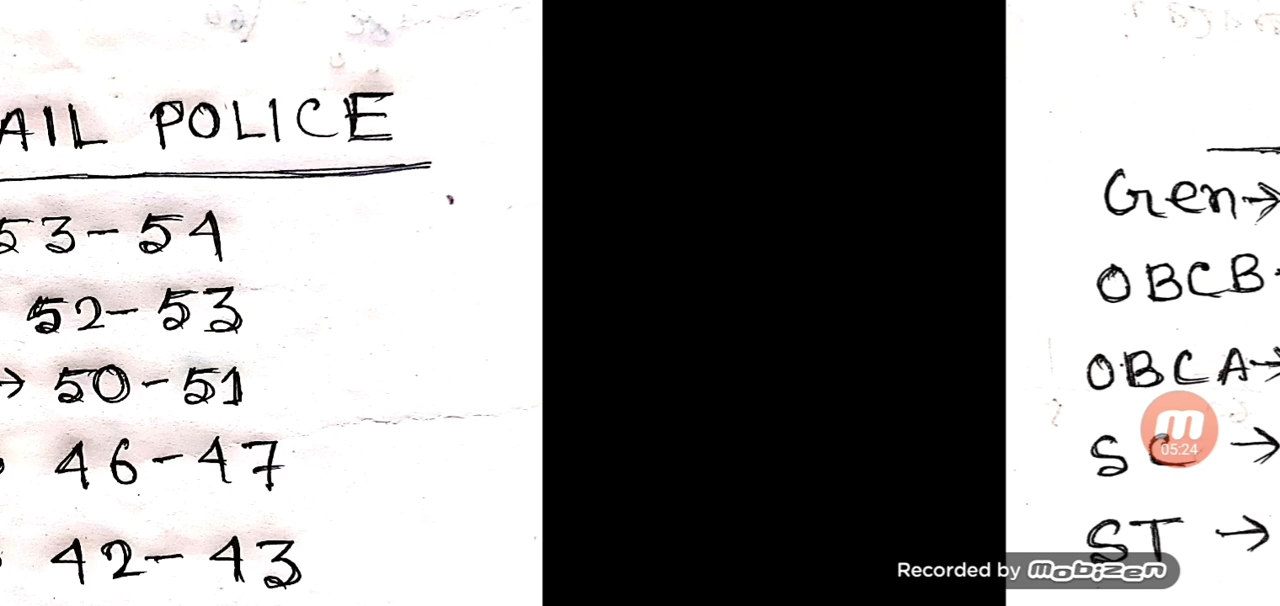 AIL POLICE
53-54
52-53
→ 50-51
46-47
42-43
Gen→
OBCB
OBCA→
SC →
ST →
05:24
Recorded by mobizen